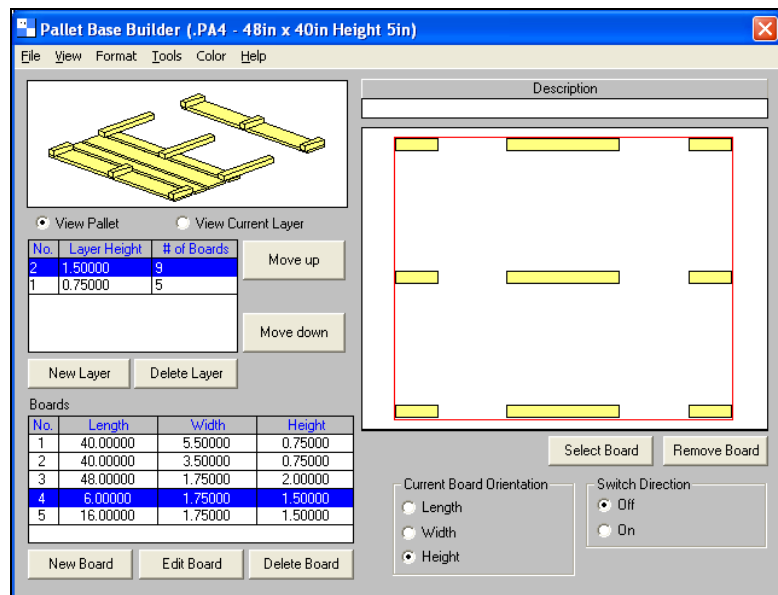 Pallet Base Builder (.PA4 - 48in x 40in Height 5in)
File View Format Tools Color Help
Description
View Pallet View Current Layer
No. Layer Height # of Boards
2 1.50000 9
1 0.75000 5
Move up
Move down
New Layer Delete Layer
Boards
No. Length Width Height
1 40.00000 5.50000 0.75000
2 40.00000 3.50000 0.75000
3 48.00000 1.75000 2.00000
4 6.00000 1.75000 1.50000
5 16.00000 1.75000 1.50000
New Board Edit Board Delete Board
Select Board Remove Board
Current Board Orientation
Length
Width
Height
Switch Direction
Off
On